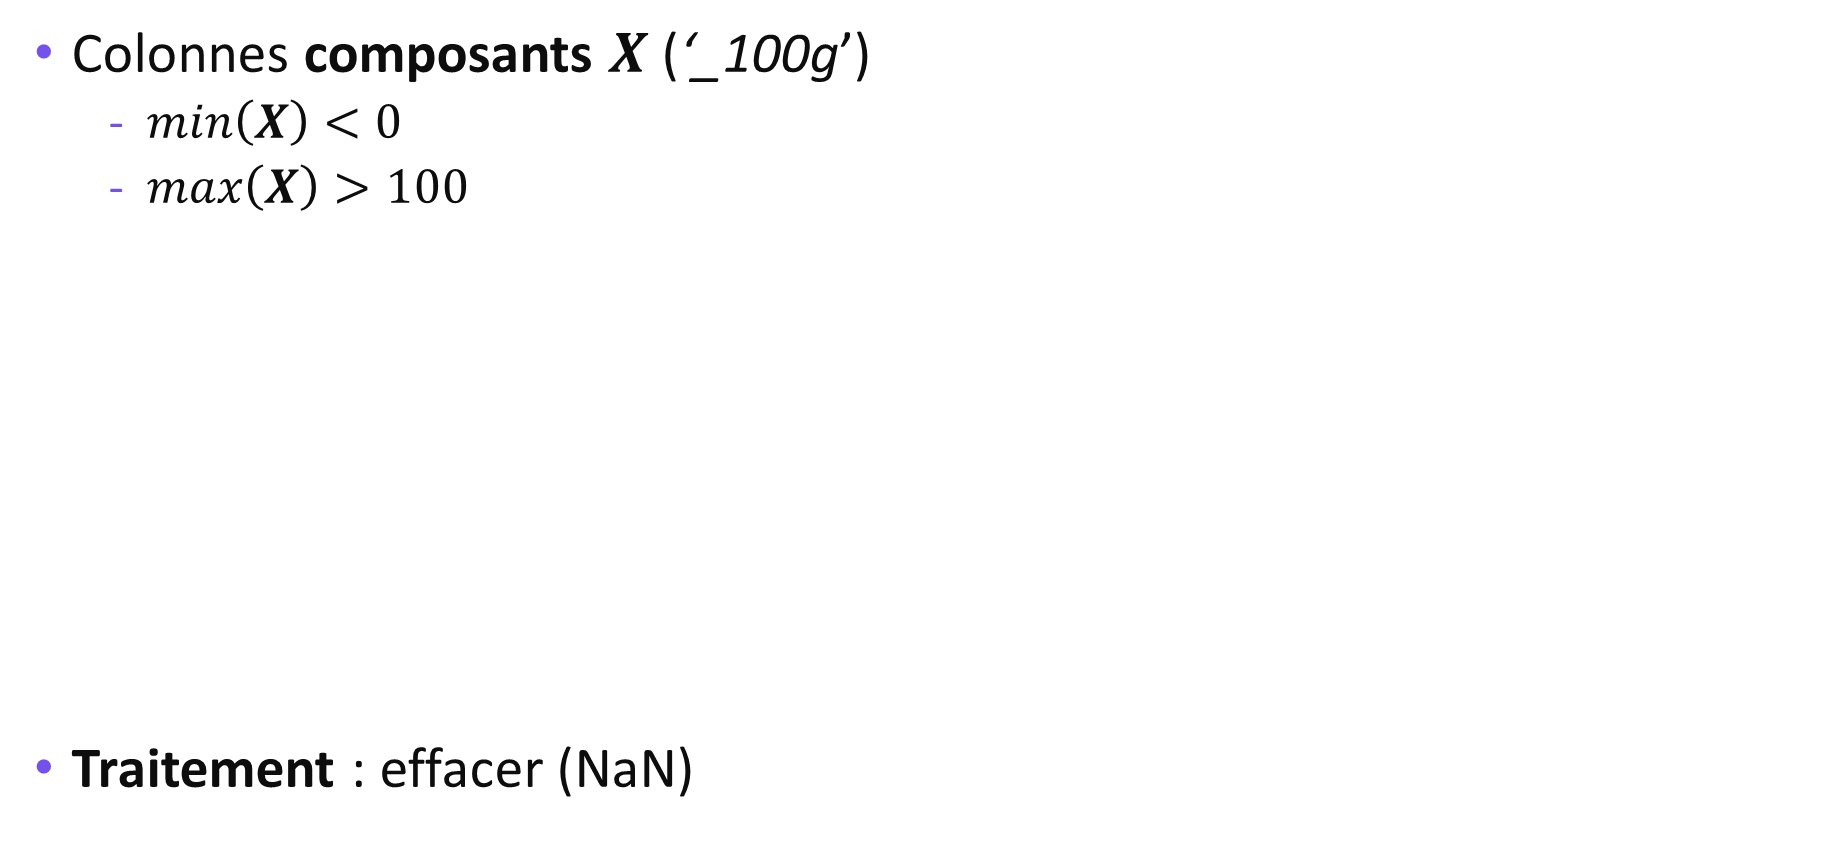 • Colonnes composants X (‘_100g’)
- min(X) < 0
- max(X) > 100
• Traitement : effacer (NaN)